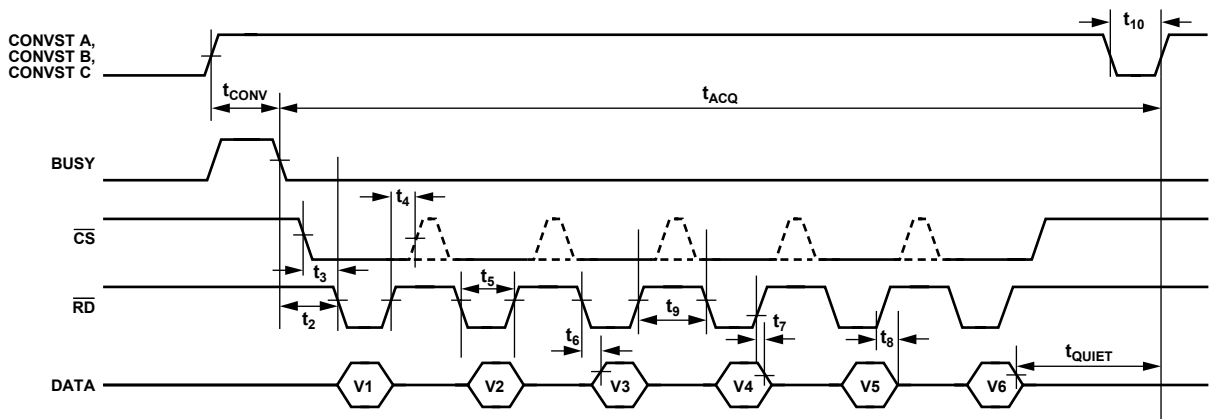 CONVST A,
CONVST B,
CONVST C
t10
tCONV
tACQ
BUSY
t4
CS
t3
t5
RD
t2
t9
t7
t6
t8
tQUIET
DATA
V1
V2
V3
V4
V5
V6